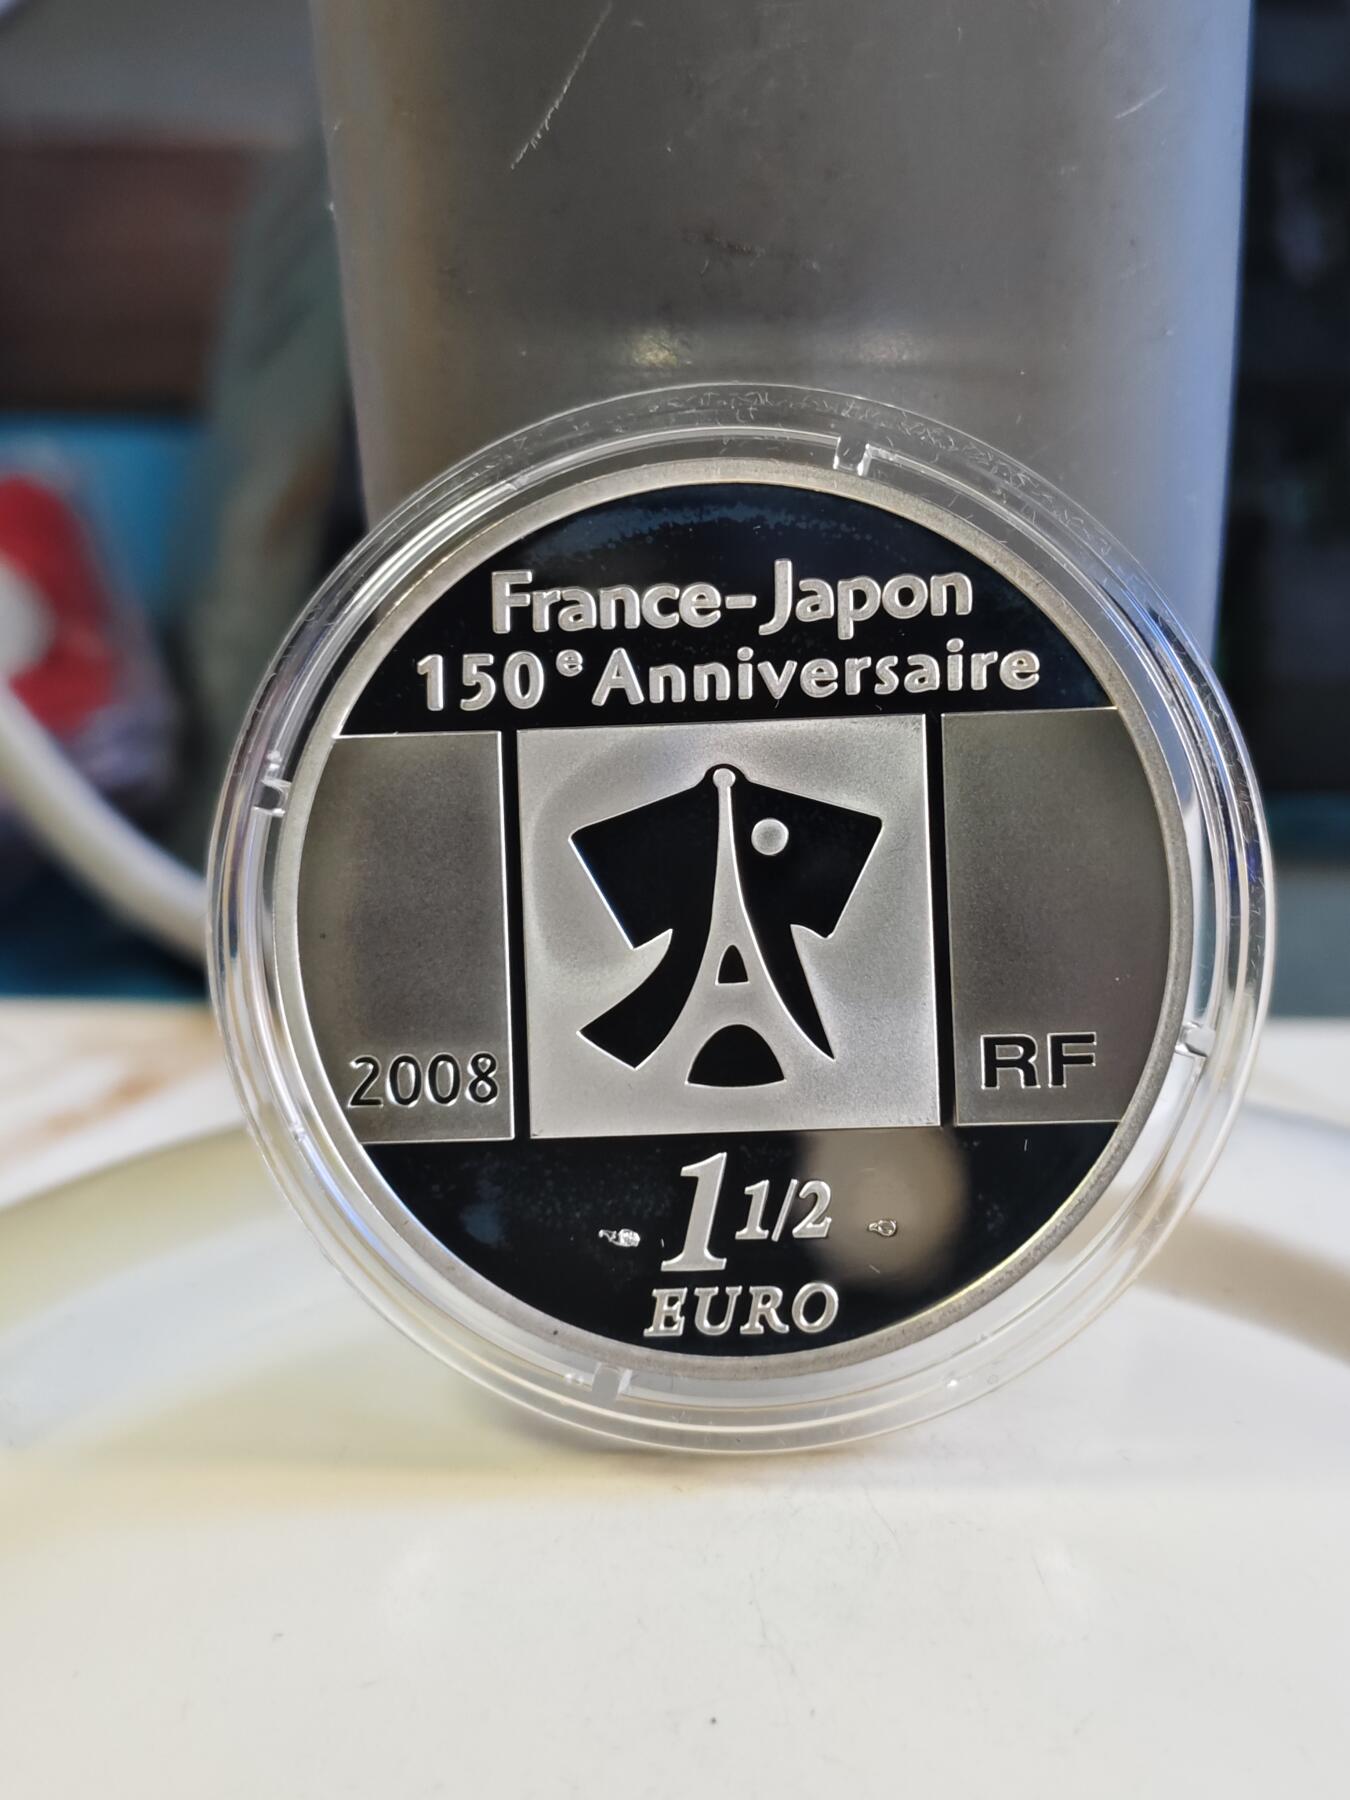 France-Japon
150e Anniversaire
2008
RF
1 1/2
EURO